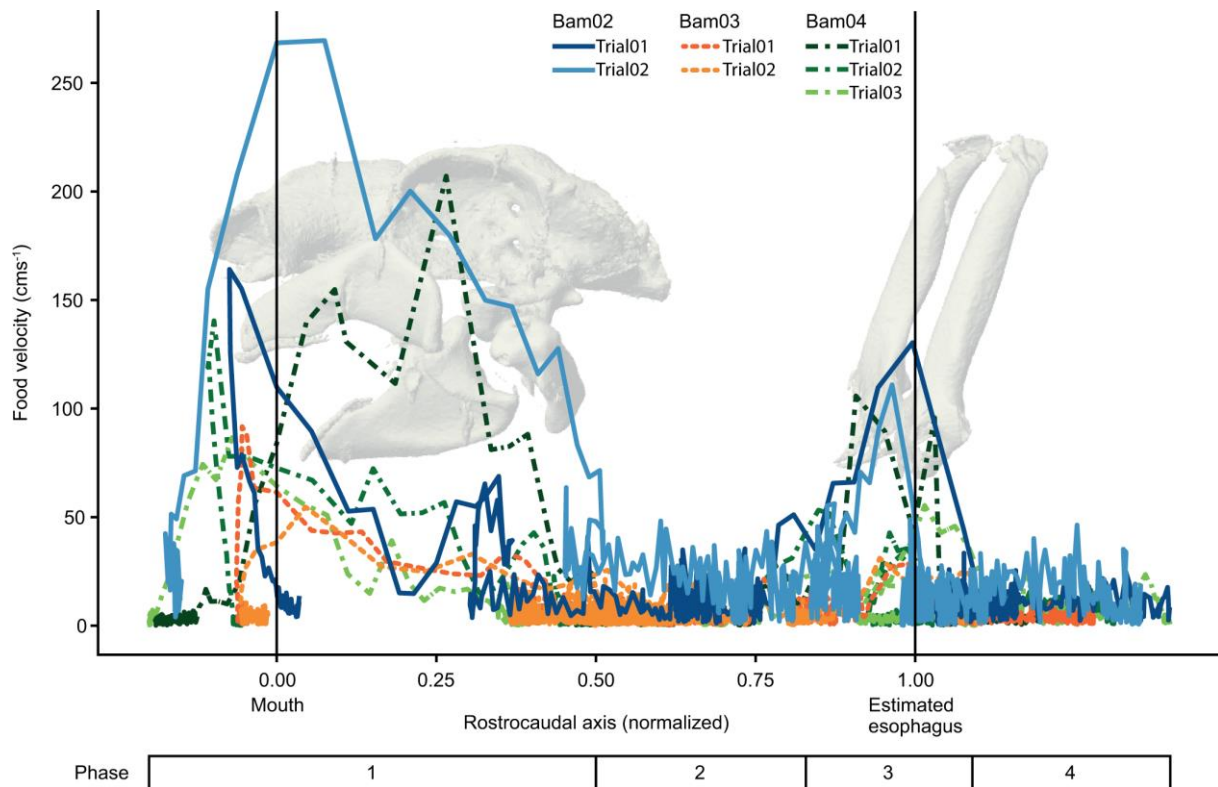 Bam02 Bam03 Bam04
Trial01 Trial01 Trial01
Trial02 Trial02 Trial02
Trial03
250
200
150
100
50
0
Food velocity (cms⁻¹)
0.00 0.25 0.50 0.75 1.00
Mouth
Estimated
esophagus
Rostrocaudal axis (normalized)
Phase 1 2 3 4